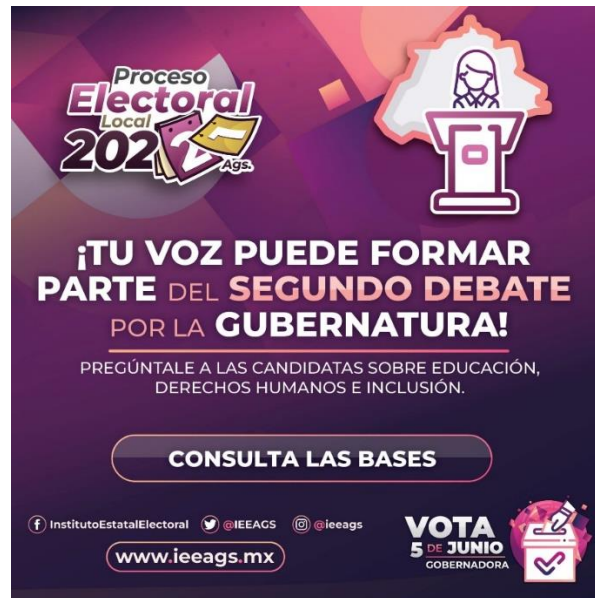 Proceso
Electoral
Local
2022
Ags.
¡TU VOZ PUEDE FORMAR
PARTE DEL SEGUNDO DEBATE
POR LA GUBERNATURA!
PREGÚNTALE A LAS CANDIDATAS SOBRE EDUCACIÓN,
DERECHOS HUMANOS E INCLUSIÓN.
CONSULTA LAS BASES
InstitutoEstatalElectoral @IEEAGS @ieeags
www.ieeags.mx
VOTA
5 DE JUNIO
GOBERNADORA